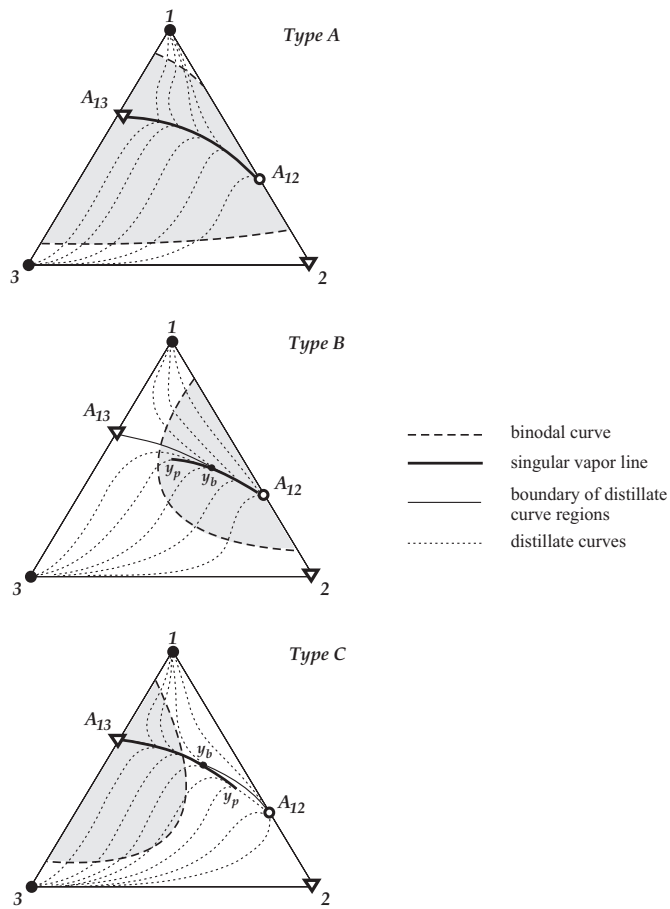 1
Type A
A13
A12
3
2
1
Type B
A13
yp
yb
A12
3
2
binodal curve
singular vapor line
boundary of distillate
curve regions
distillate curves
1
Type C
A13
yb
yp
A12
3
2